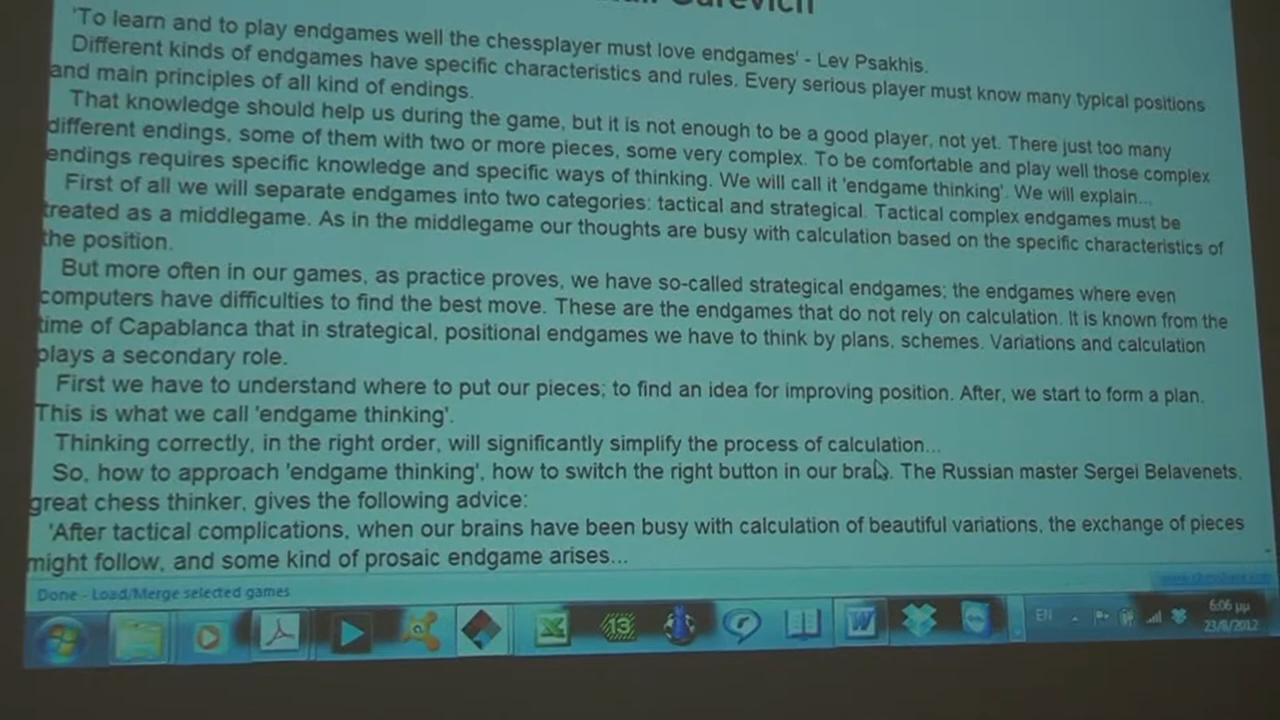 Gurevich
'To learn and to play endgames well the chessplayer must love endgames' - Lev Psakhis.
Different kinds of endgames have specific characteristics and rules. Every serious player must know many typical positions
and main principles of all kind of endings.
That knowledge should help us during the game, but it is not enough to be a good player, not yet. There just too many
different endings, some of them with two or more pieces, some very complex. To be comfortable and play well those complex
endings requires specific knowledge and specific ways of thinking. We will call it 'endgame thinking'. We will explain...
First of all we will separate endgames into two categories: tactical and strategical. Tactical complex endgames must be
treated as a middlegame. As in the middlegame our thoughts are busy with calculation based on the specific characteristics of
the position.
But more often in our games, as practice proves, we have so-called strategical endgames; the endgames where even
computers have difficulties to find the best move. These are the endgames that do not rely on calculation. It is known from the
time of Capablanca that in strategical, positional endgames we have to think by plans, schemes. Variations and calculation
plays a secondary role.
First we have to understand where to put our pieces; to find an idea for improving position. After, we start to form a plan.
This is what we call 'endgame thinking'.
Thinking correctly, in the right order, will significantly simplify the process of calculation...
So, how to approach 'endgame thinking', how to switch the right button in our brain. The Russian master Sergei Belavenets,
great chess thinker, gives the following advice:
'After tactical complications, when our brains have been busy with calculation of beautiful variations, the exchange of pieces
might follow, and some kind of prosaic endgame arises...
Done - Load/Merge selected games
13
EN
6:06 μμ
23/8/2012